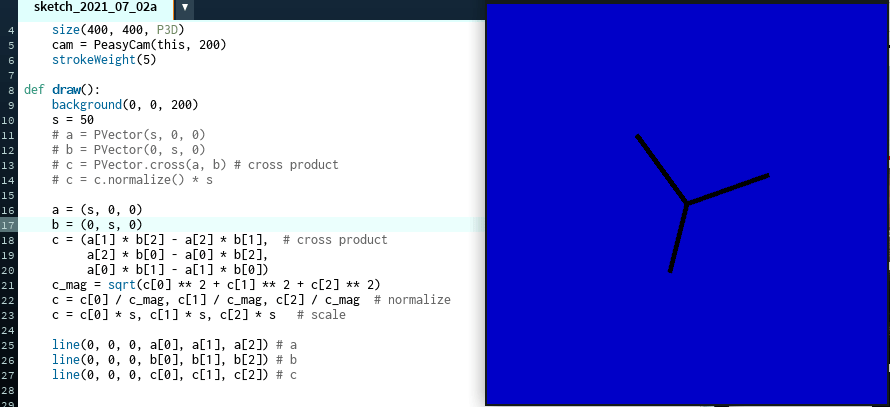 sketch_2021_07_02a ▼
4 size(400, 400, P3D)
5 cam = PeasyCam(this, 200)
6 strokeWeight(5)
7
8 def draw():
9 background(0, 0, 200)
10 s = 50
11 # a = PVector(s, 0, 0)
12 # b = PVector(0, s, 0)
13 # c = PVector.cross(a, b) # cross product
14 # c = c.normalize() * s
15
16 a = (s, 0, 0)
17 b = (0, s, 0)
18 c = (a[1] * b[2] - a[2] * b[1],  # cross product
19 a[2] * b[0] - a[0] * b[2],
20 a[0] * b[1] - a[1] * b[0])
21 c_mag = sqrt(c[0] ** 2 + c[1] ** 2 + c[2] ** 2)
22 c = c[0] / c_mag, c[1] / c_mag, c[2] / c_mag  # normalize
23 c = c[0] * s, c[1] * s, c[2] * s   # scale
24
25 line(0, 0, 0, a[0], a[1], a[2]) # a
26 line(0, 0, 0, b[0], b[1], b[2]) # b
27 line(0, 0, 0, c[0], c[1], c[2]) # c
28
29